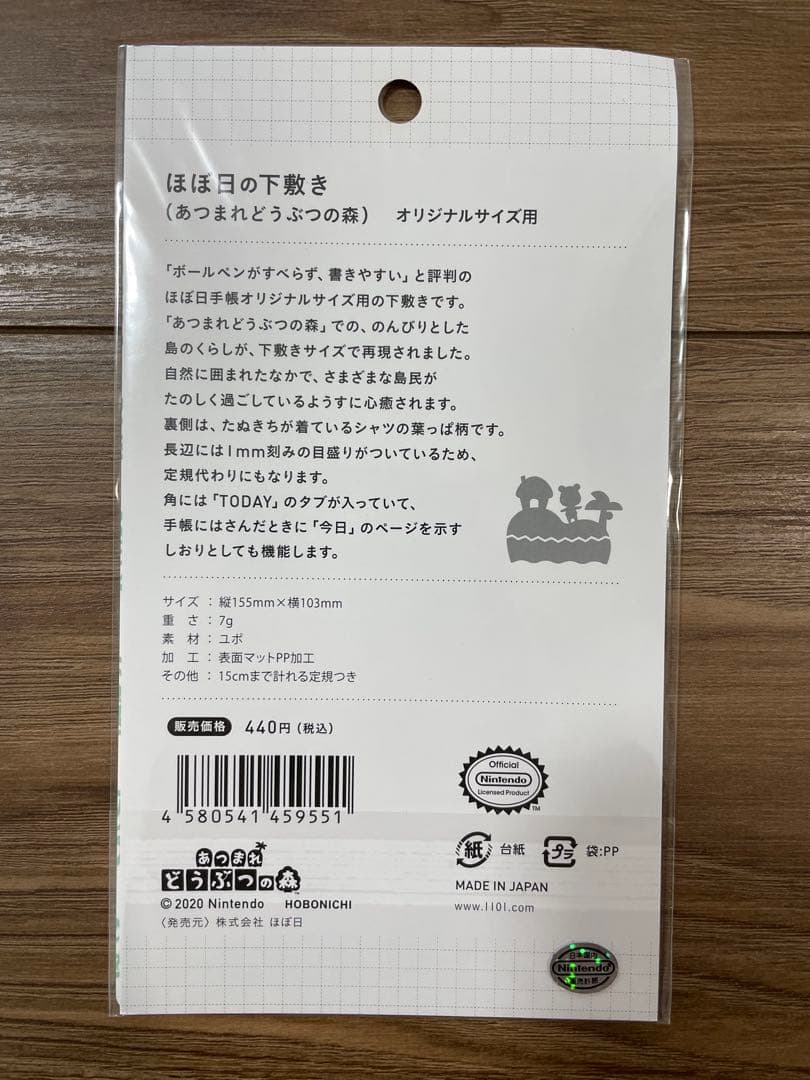 ほぼ日の下敷き
(あつまれどうぶつの森) オリジナルサイズ用
「ボールペンがすべらず、書きやすい」と評判の
ほぼ日手帳オリジナルサイズ用の下敷きです。
「あつまれどうぶつの森」での、のんびりとした
島のくらしが、下敷きサイズで再現されました。
自然に囲まれたなかで、さまざまな島民が
たのしく過ごしているようすに心癒されます。
裏側は、たぬきちが着ているシャツの葉っぱ柄です。
長辺には1mm刻みの目盛りがついているため、
定規代わりにもなります。
角には「TODAY」のタブが入っていて、
手帳にはさんだときに「今日」のページを示す
しおりとしても機能します。
サイズ : 縦155mm×横103mm
重さ : 7g
素材 : ユポ
加工 : 表面マットPP加工
その他 : 15cmまで計れる定規つき
販売価格 440円(税込)
4 580541 459551
Official
Nintendo
Licensed Product
TM
紙 台紙 プラ 袋:PP
あつまれ
どうぶつの森
MADE IN JAPAN
© 2020 Nintendo HOBONICHI
www.1101.com
〈発売元〉株式会社 ほぼ日
日本国内
Nintendo
販売許諾